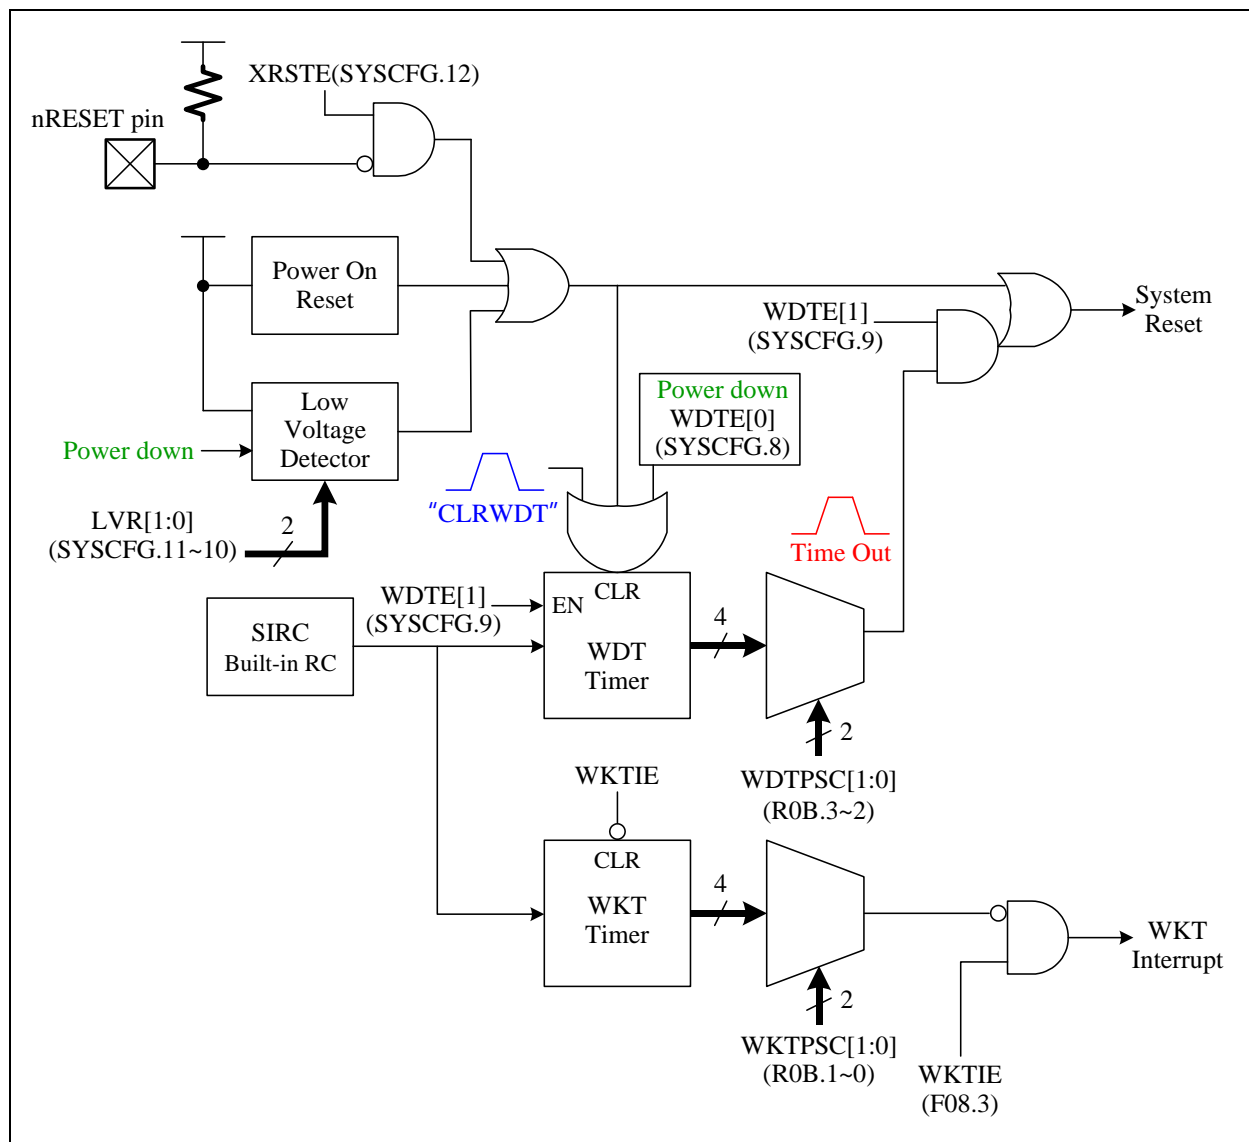 XRSTE(SYSCFG.12)
nRESET pin
Power On
Reset
System
Reset
WDTE[1]
(SYSCFG.9)
Low
Voltage
Detector
Power down
Power down
WDTE[0]
(SYSCFG.8)
"CLRWDT"
LVR[1:0]
(SYSCFG.11~10)
2
Time Out
SIRC
Built-in RC
WDTE[1]
(SYSCFG.9)
CLR
EN
WDT
Timer
4
2
WDTPSC[1:0]
(R0B.3~2)
WKTIE
CLR
WKT
Timer
4
2
WKTPSC[1:0]
(R0B.1~0)
WKT
Interrupt
WKTIE
(F08.3)